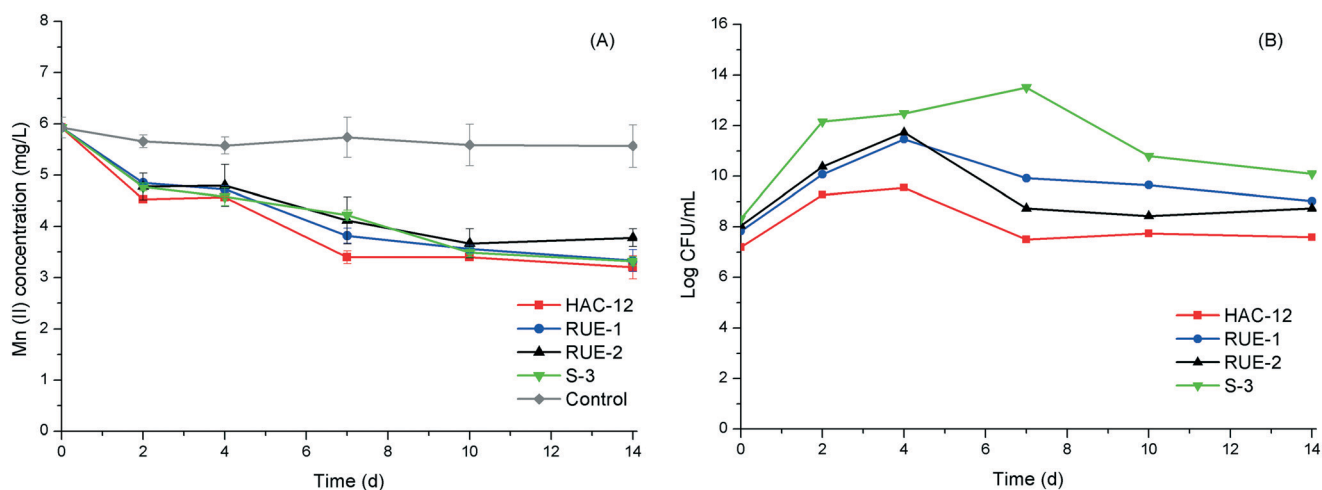 (A)
Mn (II) concentration (mg/L)
8
7
6
5
4
3
2
1
0
HAC-12
RUE-1
RUE-2
S-3
Control
0 2 4 6 8 10 12 14
Time (d)
(B)
Log CFU/mL
16
14
12
10
8
6
4
2
0
HAC-12
RUE-1
RUE-2
S-3
0 2 4 6 8 10 12 14
Time (d)